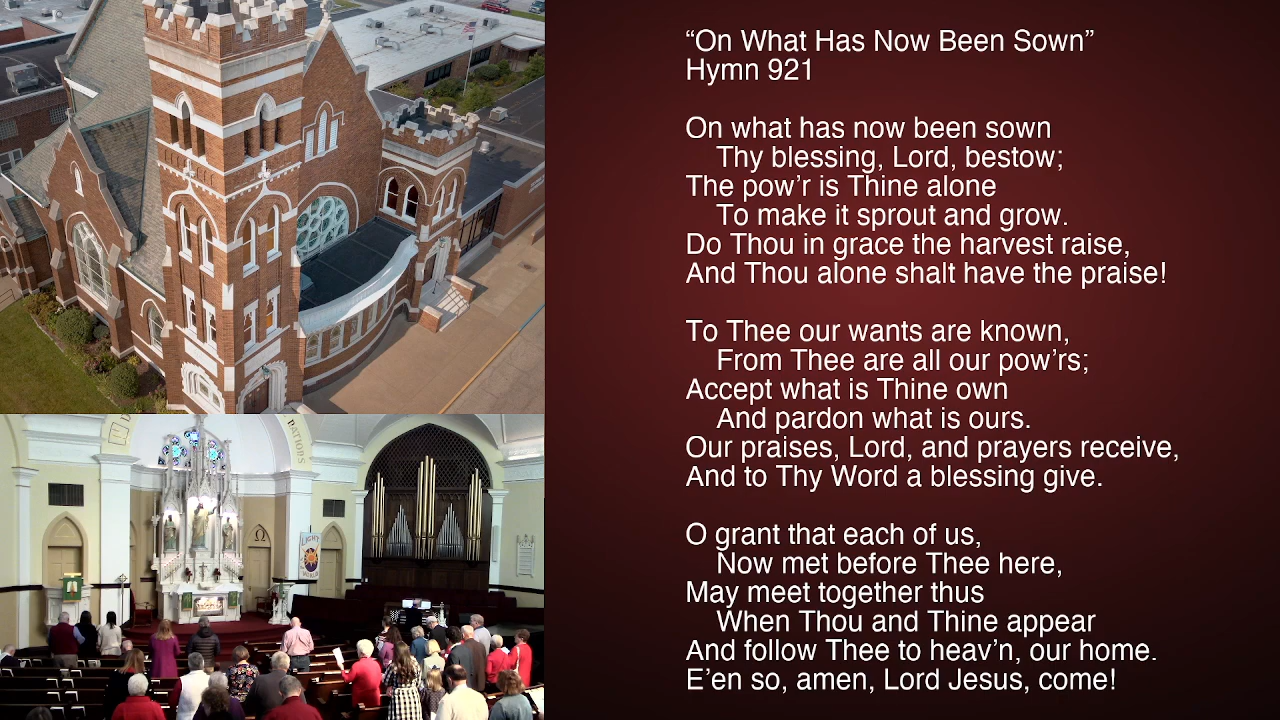 “On What Has Now Been Sown”
Hymn 921
On what has now been sown
Thy blessing, Lord, bestow;
The pow’r is Thine alone
To make it sprout and grow.
Do Thou in grace the harvest raise,
And Thou alone shalt have the praise!
To Thee our wants are known,
From Thee are all our pow’rs;
Accept what is Thine own
And pardon what is ours.
Our praises, Lord, and prayers receive,
And to Thy Word a blessing give.
O grant that each of us,
Now met before Thee here,
May meet together thus
When Thou and Thine appear
And follow Thee to heav’n, our home.
E’en so, amen, Lord Jesus, come!
PATIONS
Ω
LIGHT
WORLD